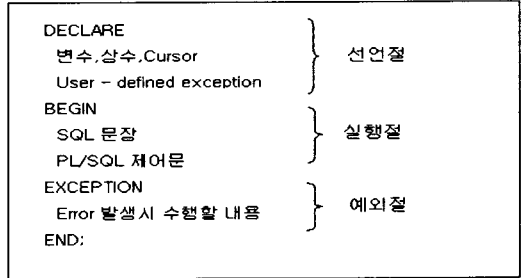 DECLARE
변수,상수,Cursor 선언절
User - defined exception
BEGIN
SQL 문장 실행절
PL/SQL 제어문
EXCEPTION
Error 발생시 수행할 내용 예외절
END;